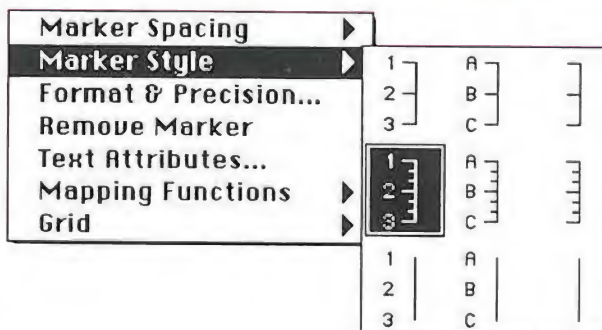 Marker Spacing
Marker Style
Format & Precision...
Remove Marker
Text Attributes...
Mapping Functions
Grid
1 A
2 B
3 C
1 A
2 B
3 C
1 A
2 B
3 C